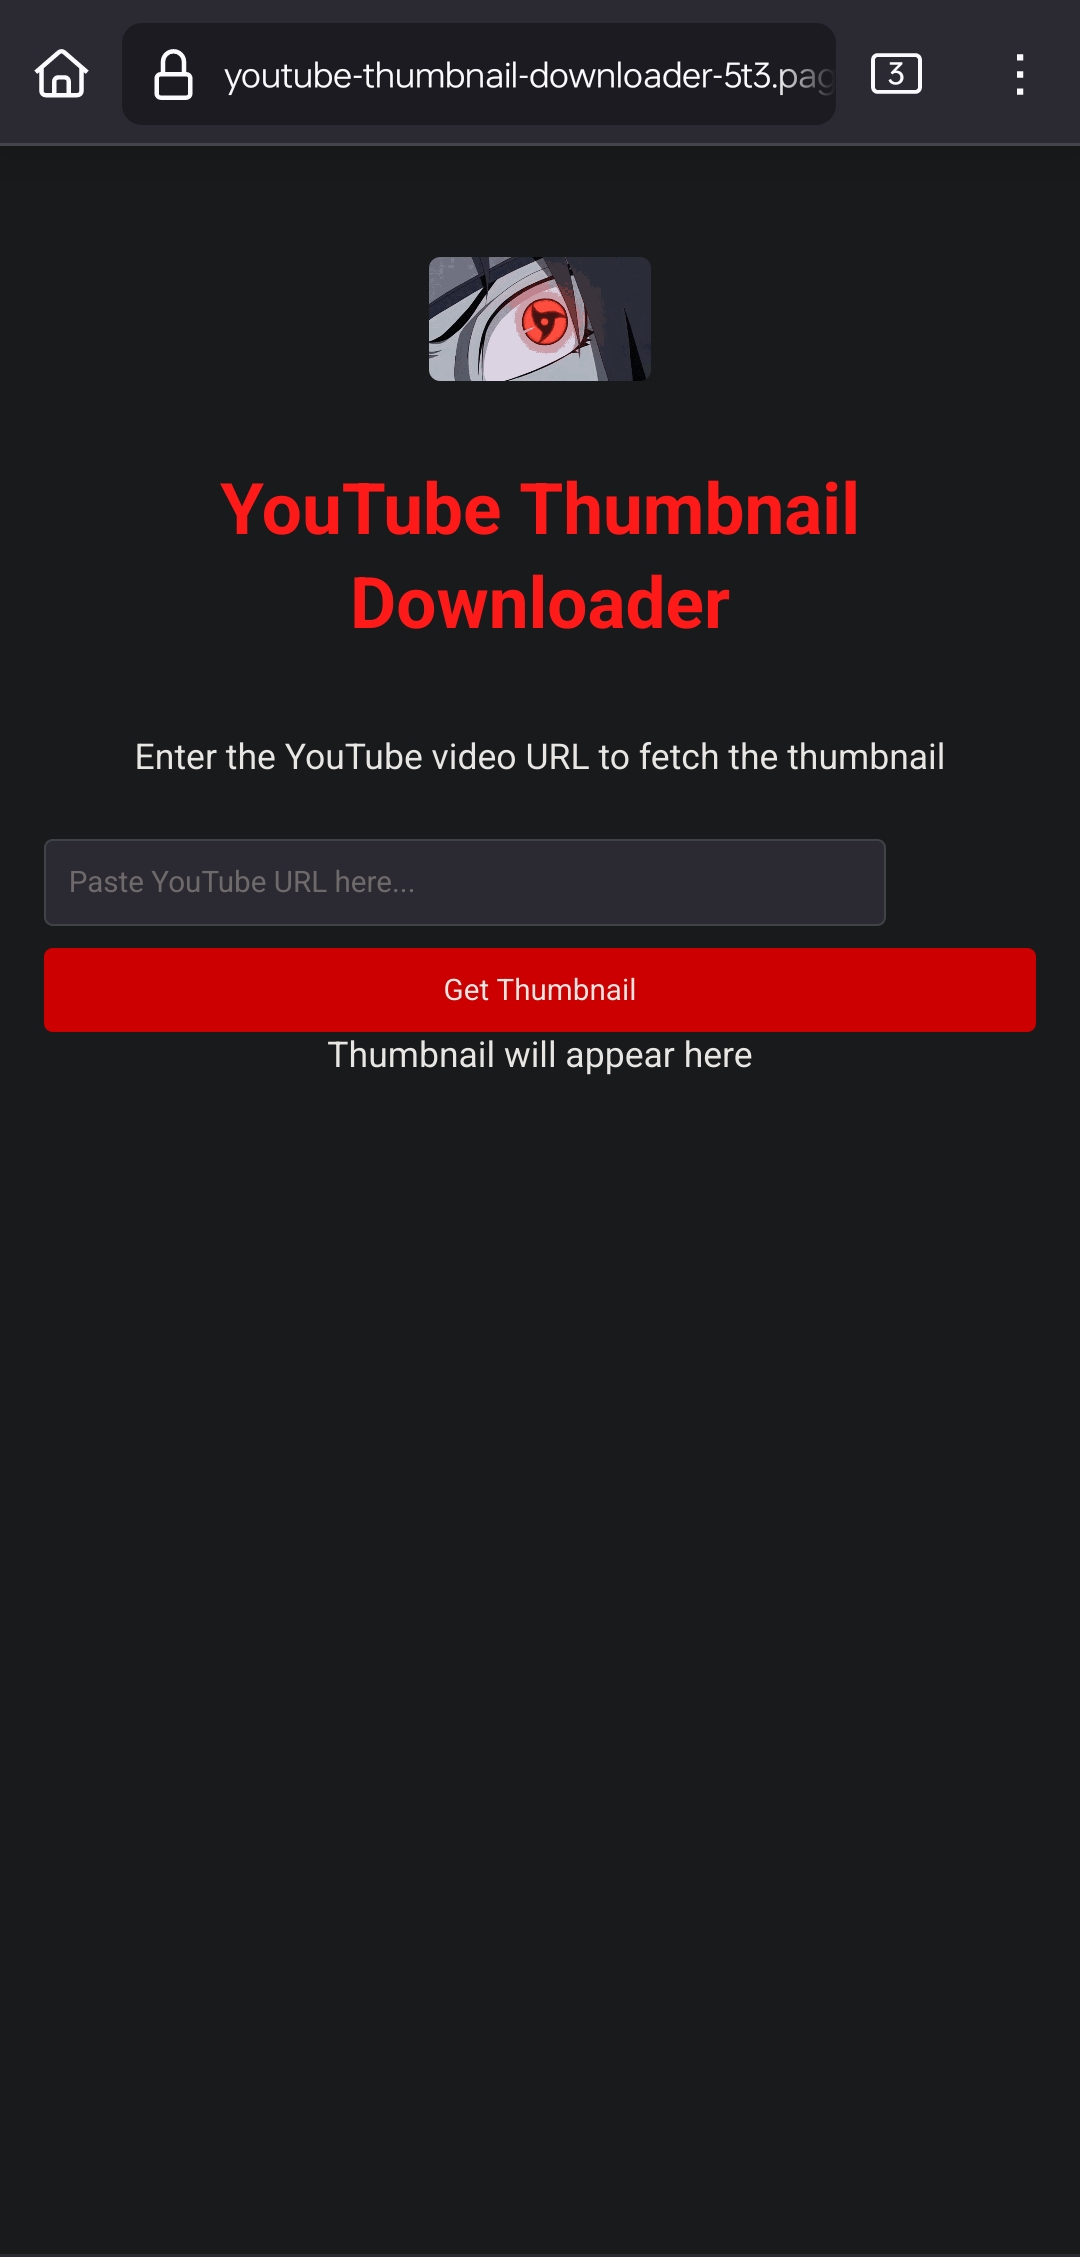 youtube-thumbnail-downloader-5t3.pag
3
YouTube Thumbnail
Downloader
Enter the YouTube video URL to fetch the thumbnail
Paste YouTube URL here...
Get Thumbnail
Thumbnail will appear here